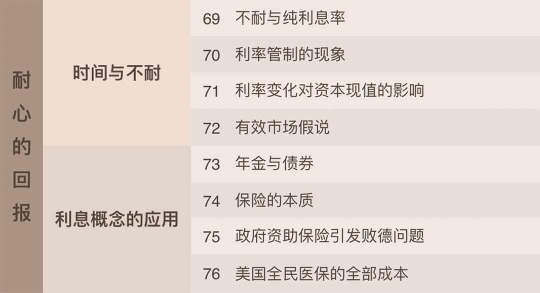 耐心的回报
时间与不耐
69 不耐与纯利息率
70 利率管制的现象
71 利率变化对资本现值的影响
72 有效市场假说
利息概念的应用
73 年金与债券
74 保险的本质
75 政府资助保险引发败德问题
76 美国全民医保的全部成本